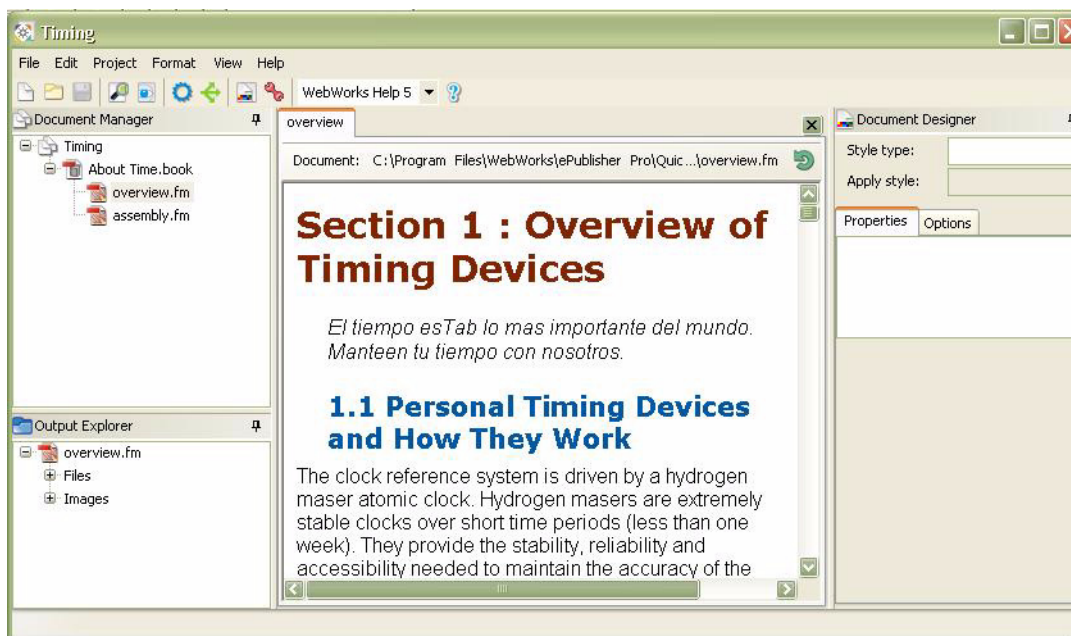 Timing
File Edit Project Format View Help
WebWorks Help 5
Document Manager
Timing
About Time.book
overview.fm
assembly.fm
Output Explorer
overview.fm
Files
Images
overview
Document: C:\Program Files\WebWorks\ePublisher Pro\Quic ...\overview.fm
Section 1 : Overview of
Timing Devices
El tiempo esTab lo mas importante del mundo.
Manteen tu tiempo con nosotros.
1.1 Personal Timing Devices
and How They Work
The clock reference system is driven by a hydrogen
maser atomic clock. Hydrogen masers are extremely
stable clocks over short time periods (less than one
week). They provide the stability, reliability and
accessibility needed to maintain the accuracy of the
Document Designer
Style type:
Apply style:
Properties Options